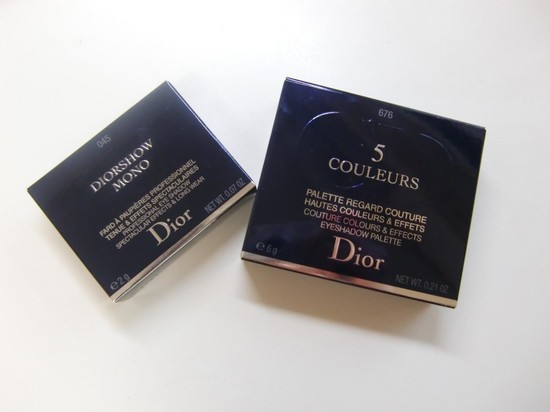 045
DIORSHOW
MONO
FARD À PAUPIÈRES PROFESSIONNEL
TENUE & EFFETS SPECTACULAIRES
PROFESSIONAL EYE SHADOW
SPECTACULAR EFFECTS & LONG WEAR
Dior
℮ 2 g
NET WT. 0.07 OZ
676
5
COULEURS
PALETTE REGARD COUTURE
HAUTES COULEURS & EFFETS
COUTURE COLOURS & EFFECTS
EYESHADOW PALETTE
Dior
℮ 6 g
NET WT. 0.21 OZ